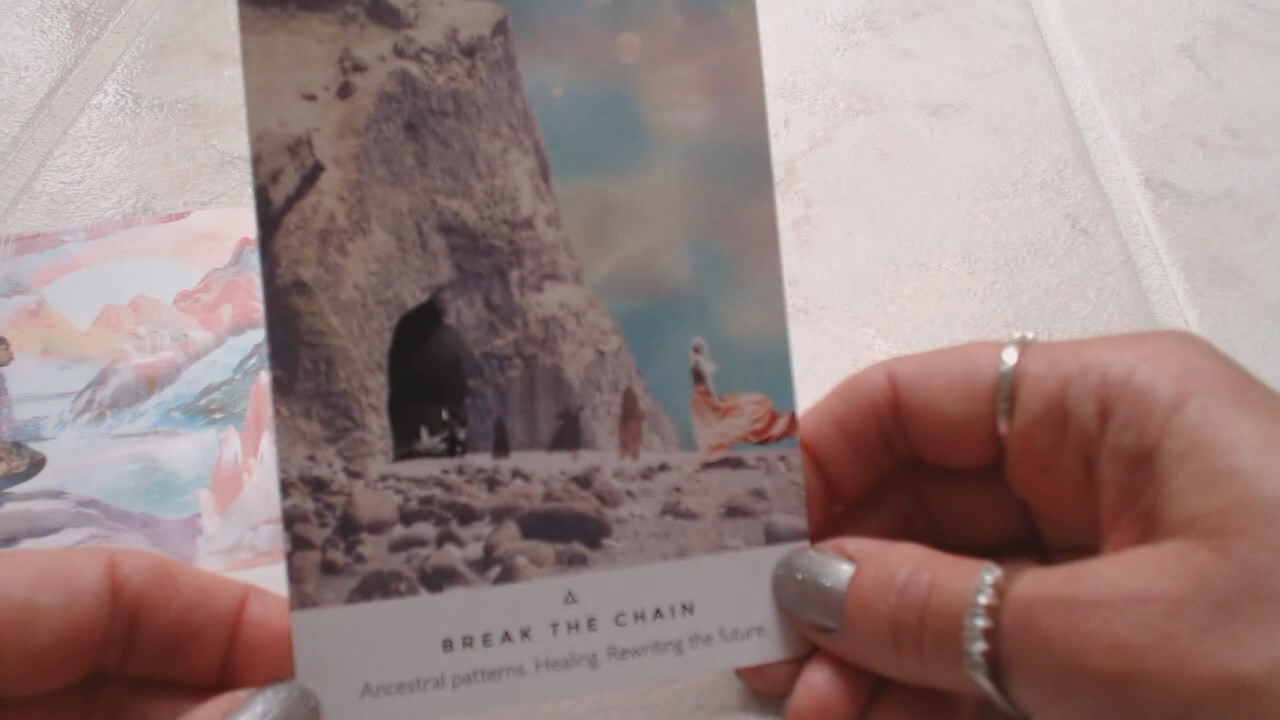 BREAK THE CHAIN
Ancestral patterns. Healing. Rewriting the future.